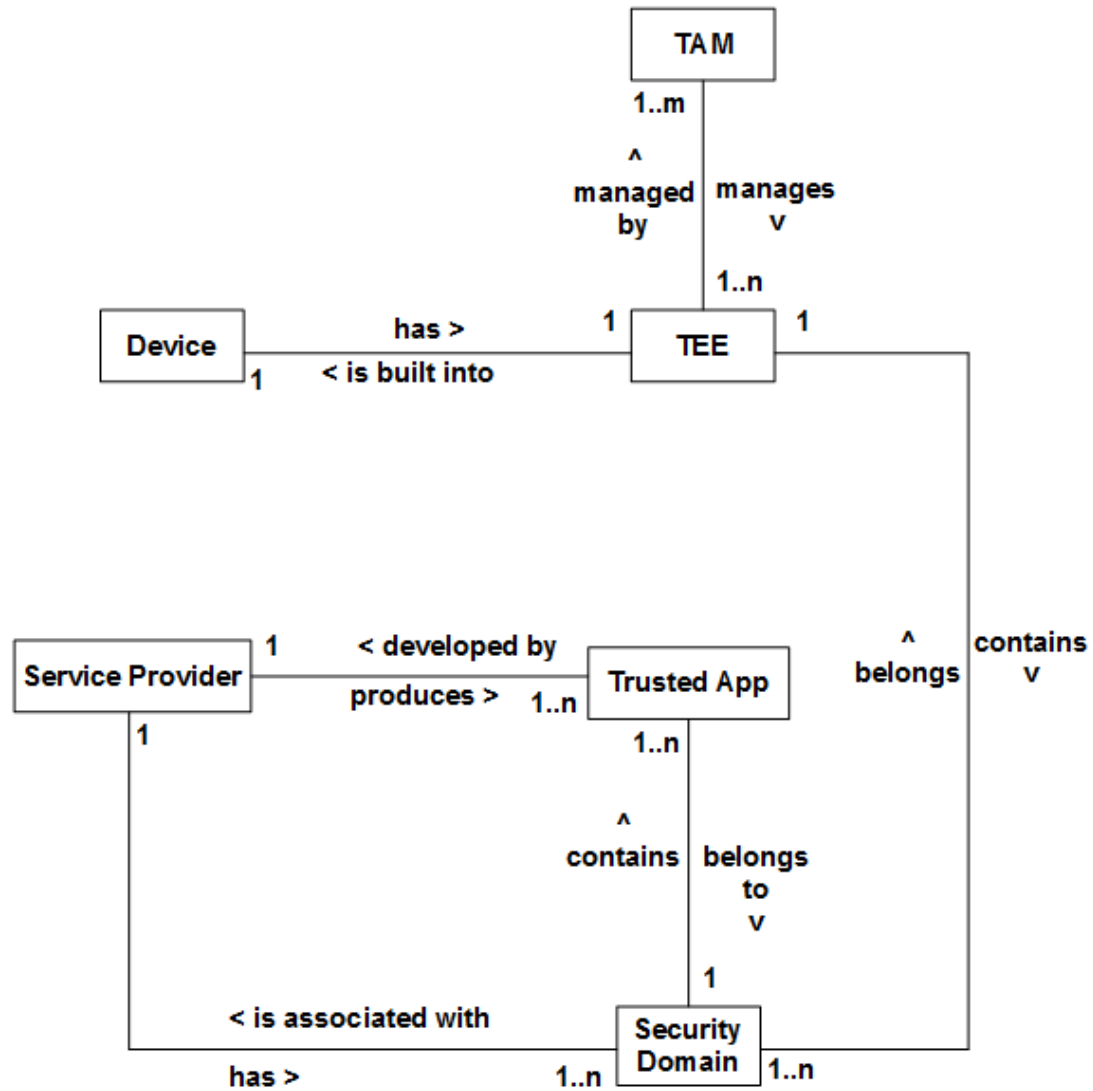 TAM
1..m
^
managed
by
manages
v
1..n
Device
1
has >
< is built into
1
TEE
1
Service Provider
1
< developed by
produces >
1..n
Trusted App
^
belongs
contains
v
1
1..n
^
contains
belongs
to
v
1
< is associated with
has >
1..n
Security
Domain
1..n